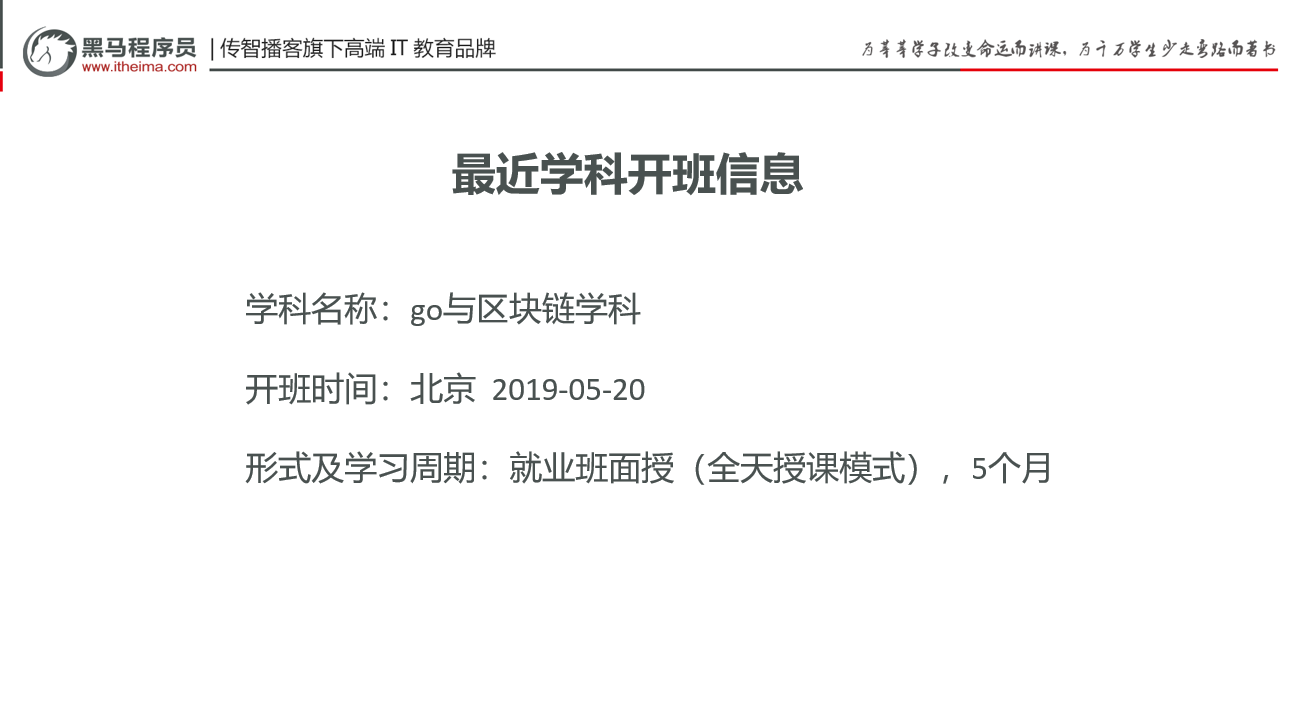 黑马程序员
www.itheima.com
|传智播客旗下高端 IT 教育品牌
为莘莘学子改变命运而讲课，为千万学生少走弯路而著书
最近学科开班信息
学科名称：go与区块链学科
开班时间：北京 2019-05-20
形式及学习周期：就业班面授（全天授课模式），5个月